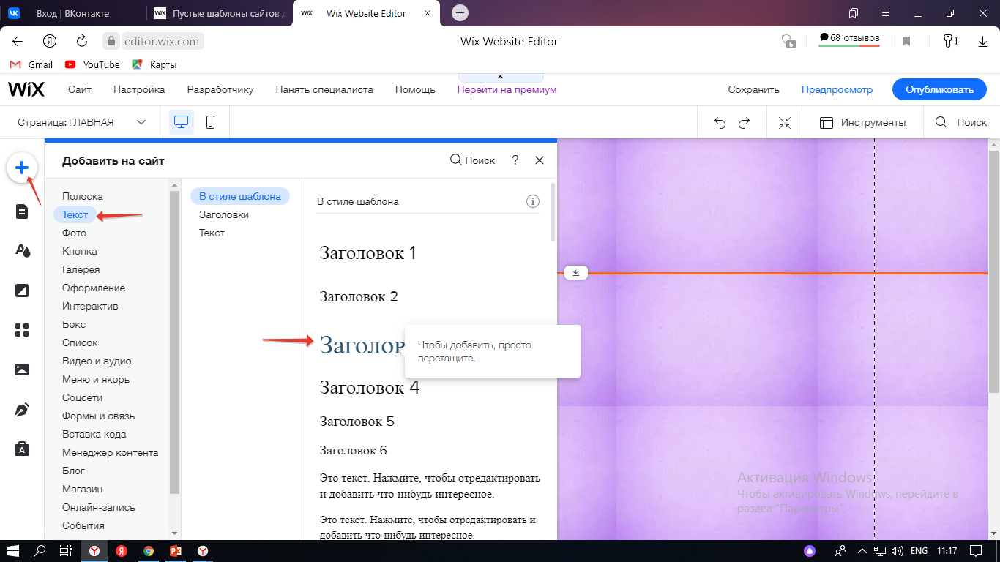 Вход | ВКонтакте
WiX Пустые шаблоны сайтов д
WiX Wix Website Editor
editor.wix.com
Wix Website Editor
6
68 отзывов
Gmail
YouTube
Карты
WiX
Сайт
Настройка
Разработчику
Нанять специалиста
Помощь
Перейти на премиум
Сохранить
Предпросмотр
Опубликовать
Страница: ГЛАВНАЯ
Инструменты
Поиск
Добавить на сайт
Поиск
?
Полоска
Текст
Фото
Кнопка
Галерея
Оформление
Интерактив
Бокс
Список
Видео и аудио
Меню и якорь
Соцсети
Формы и связь
Вставка кода
Менеджер контента
Блог
Магазин
Онлайн-запись
События
В стиле шаблона
Заголовки
Текст
В стиле шаблона
Заголовок 1
Заголовок 2
Заголов
Чтобы добавить, просто
перетащите.
Заголовок 4
Заголовок 5
Заголовок 6
Это текст. Нажмите, чтобы отредактировать
и добавить что-нибудь интересное.
Это текст. Нажмите, чтобы отредактировать и
добавить что-нибудь интересное.
Активация Windows
Чтобы активировать Windows, перейдите в
раздел "Параметры".
ENG
11:17